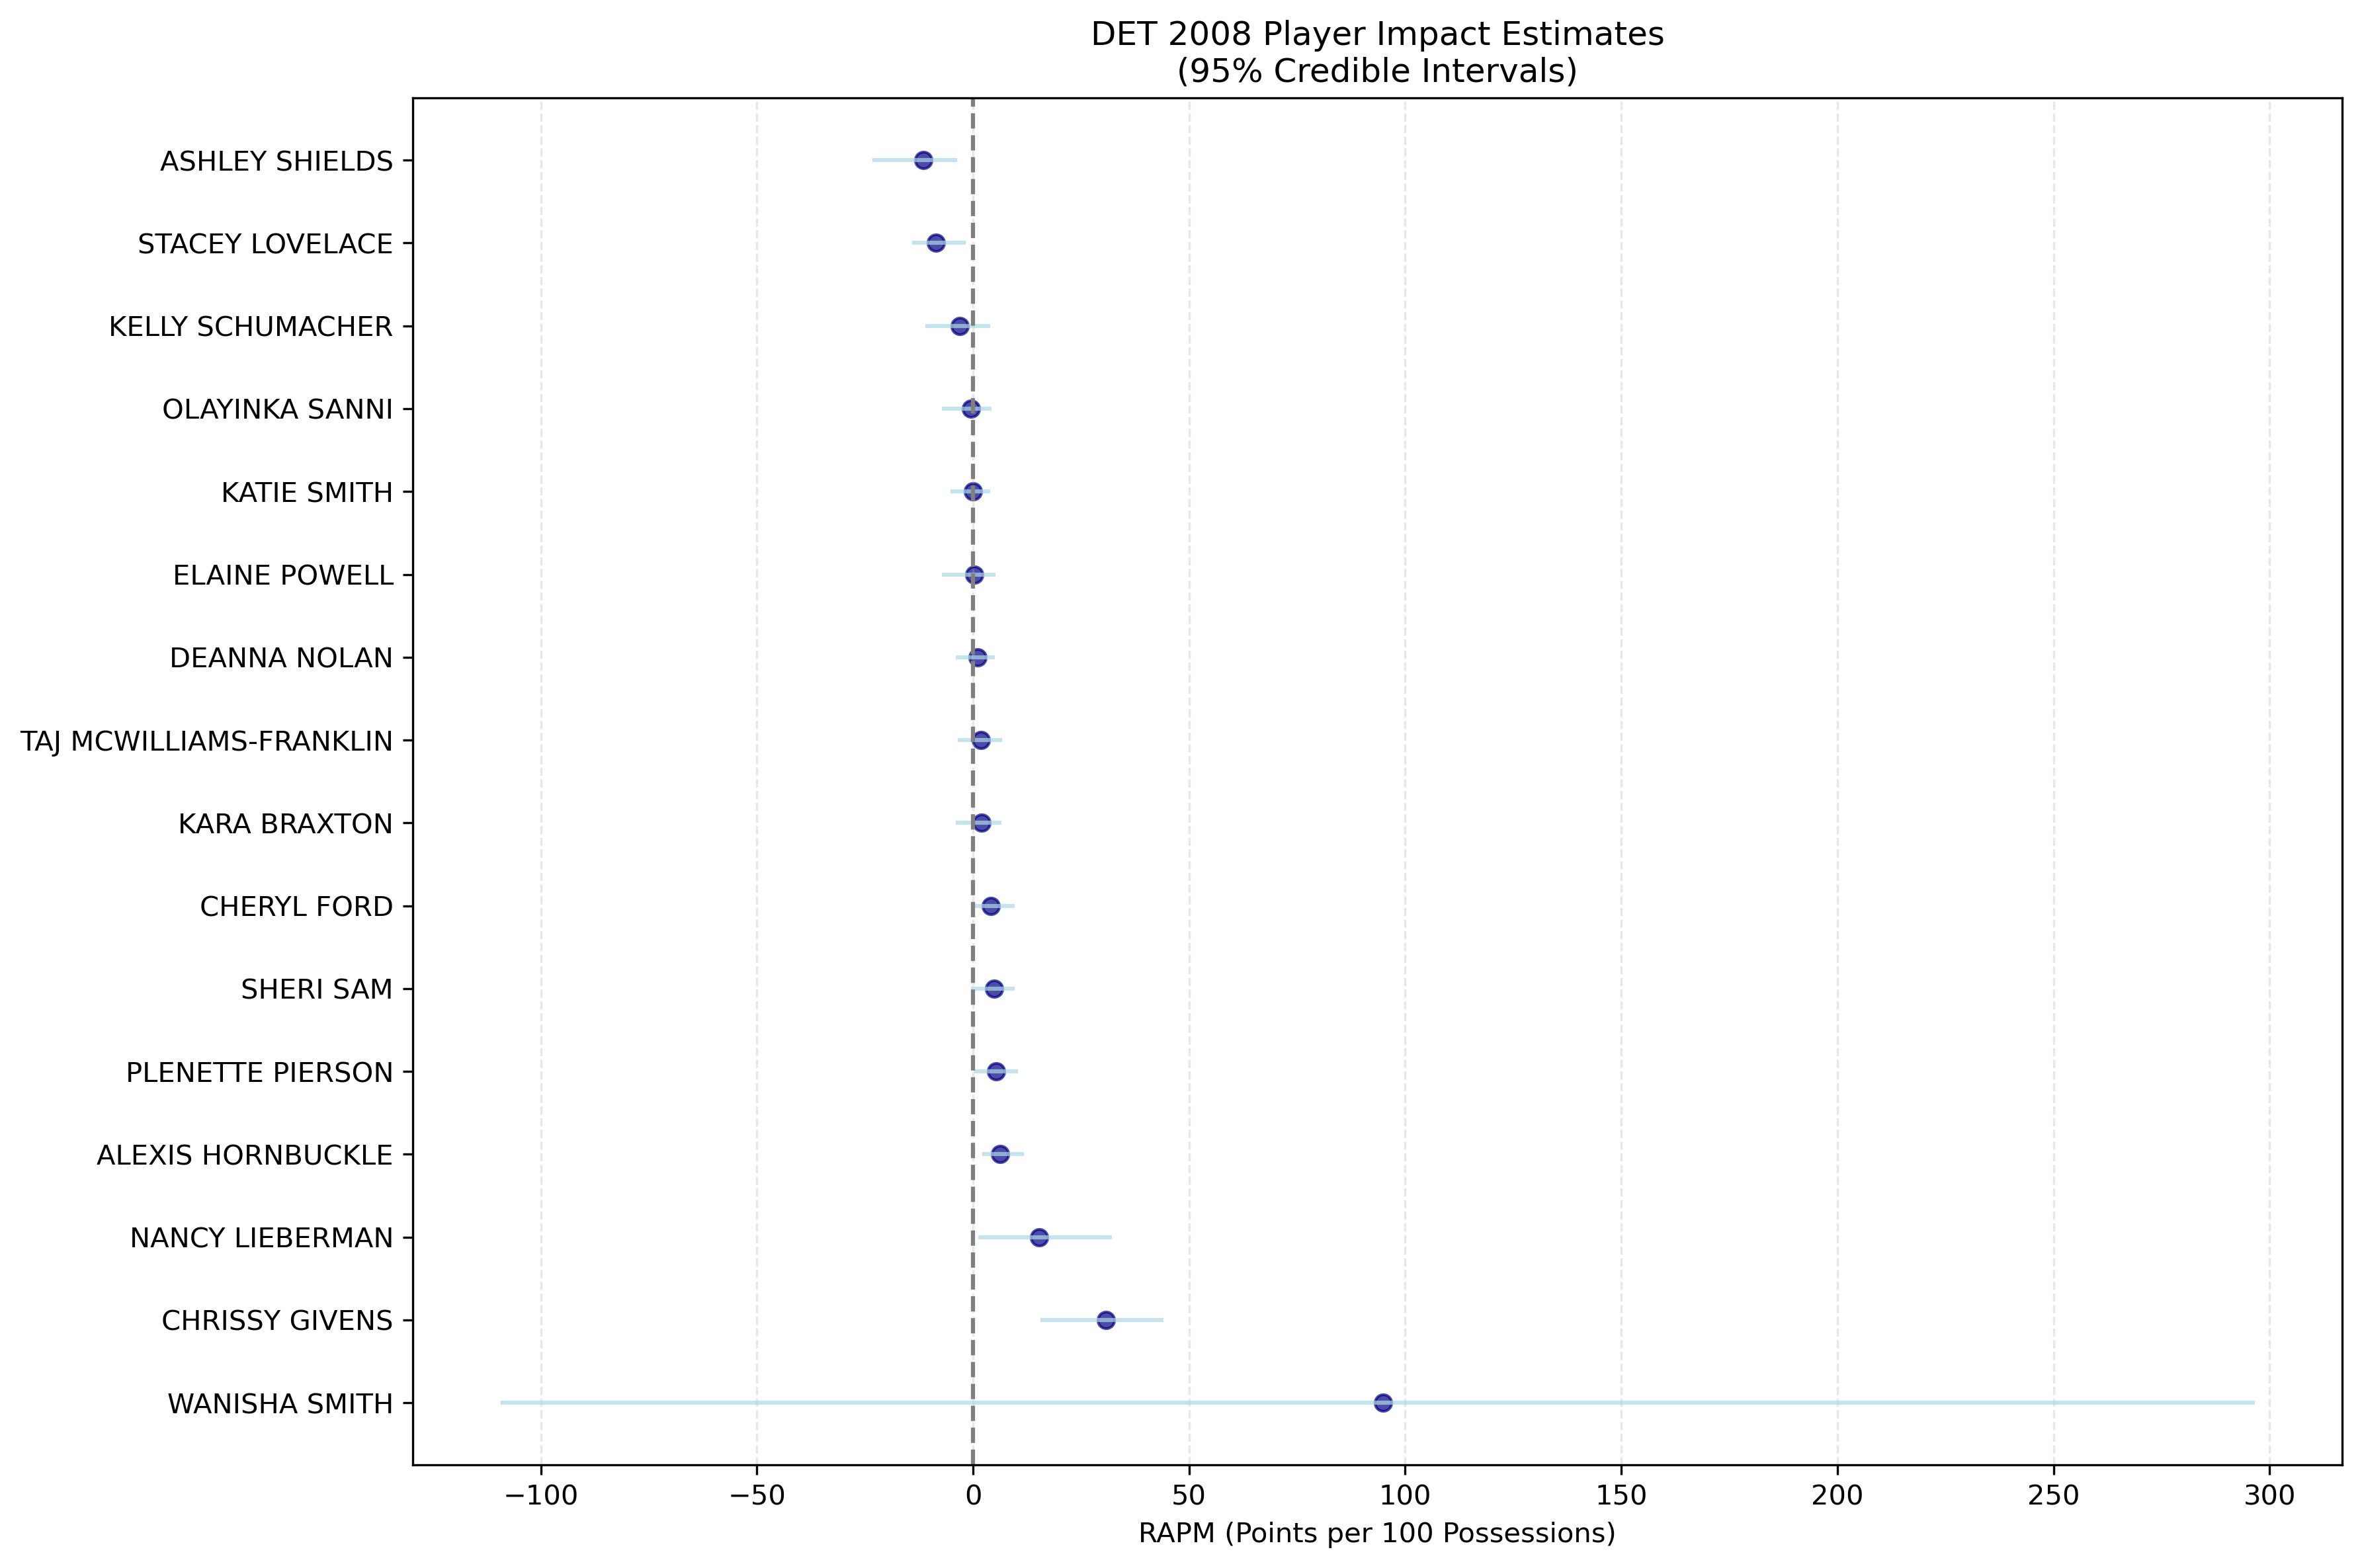 DET 2008 Player Impact Estimates
(95% Credible Intervals)
ASHLEY SHIELDS
STACEY LOVELACE
KELLY SCHUMACHER
OLAYINKA SANNI
KATIE SMITH
ELAINE POWELL
DEANNA NOLAN
TAJ MCWILLIAMS-FRANKLIN
KARA BRAXTON
CHERYL FORD
SHERI SAM
PLENETTE PIERSON
ALEXIS HORNBUCKLE
NANCY LIEBERMAN
CHRISSY GIVENS
WANISHA SMITH
−100 −50 0 50 100 150 200 250 300
RAPM (Points per 100 Possessions)